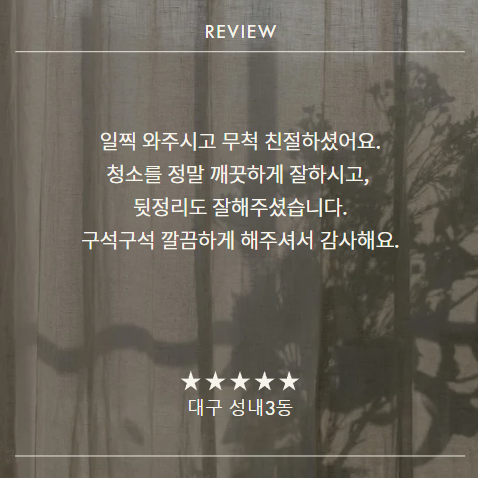 REVIEW
일찍 와주시고 무척 친절하셨어요.
청소를 정말 깨끗하게 잘하시고,
뒷정리도 잘해주셨습니다.
구석구석 깔끔하게 해주셔서 감사해요.
★★★★★
대구 성내3동